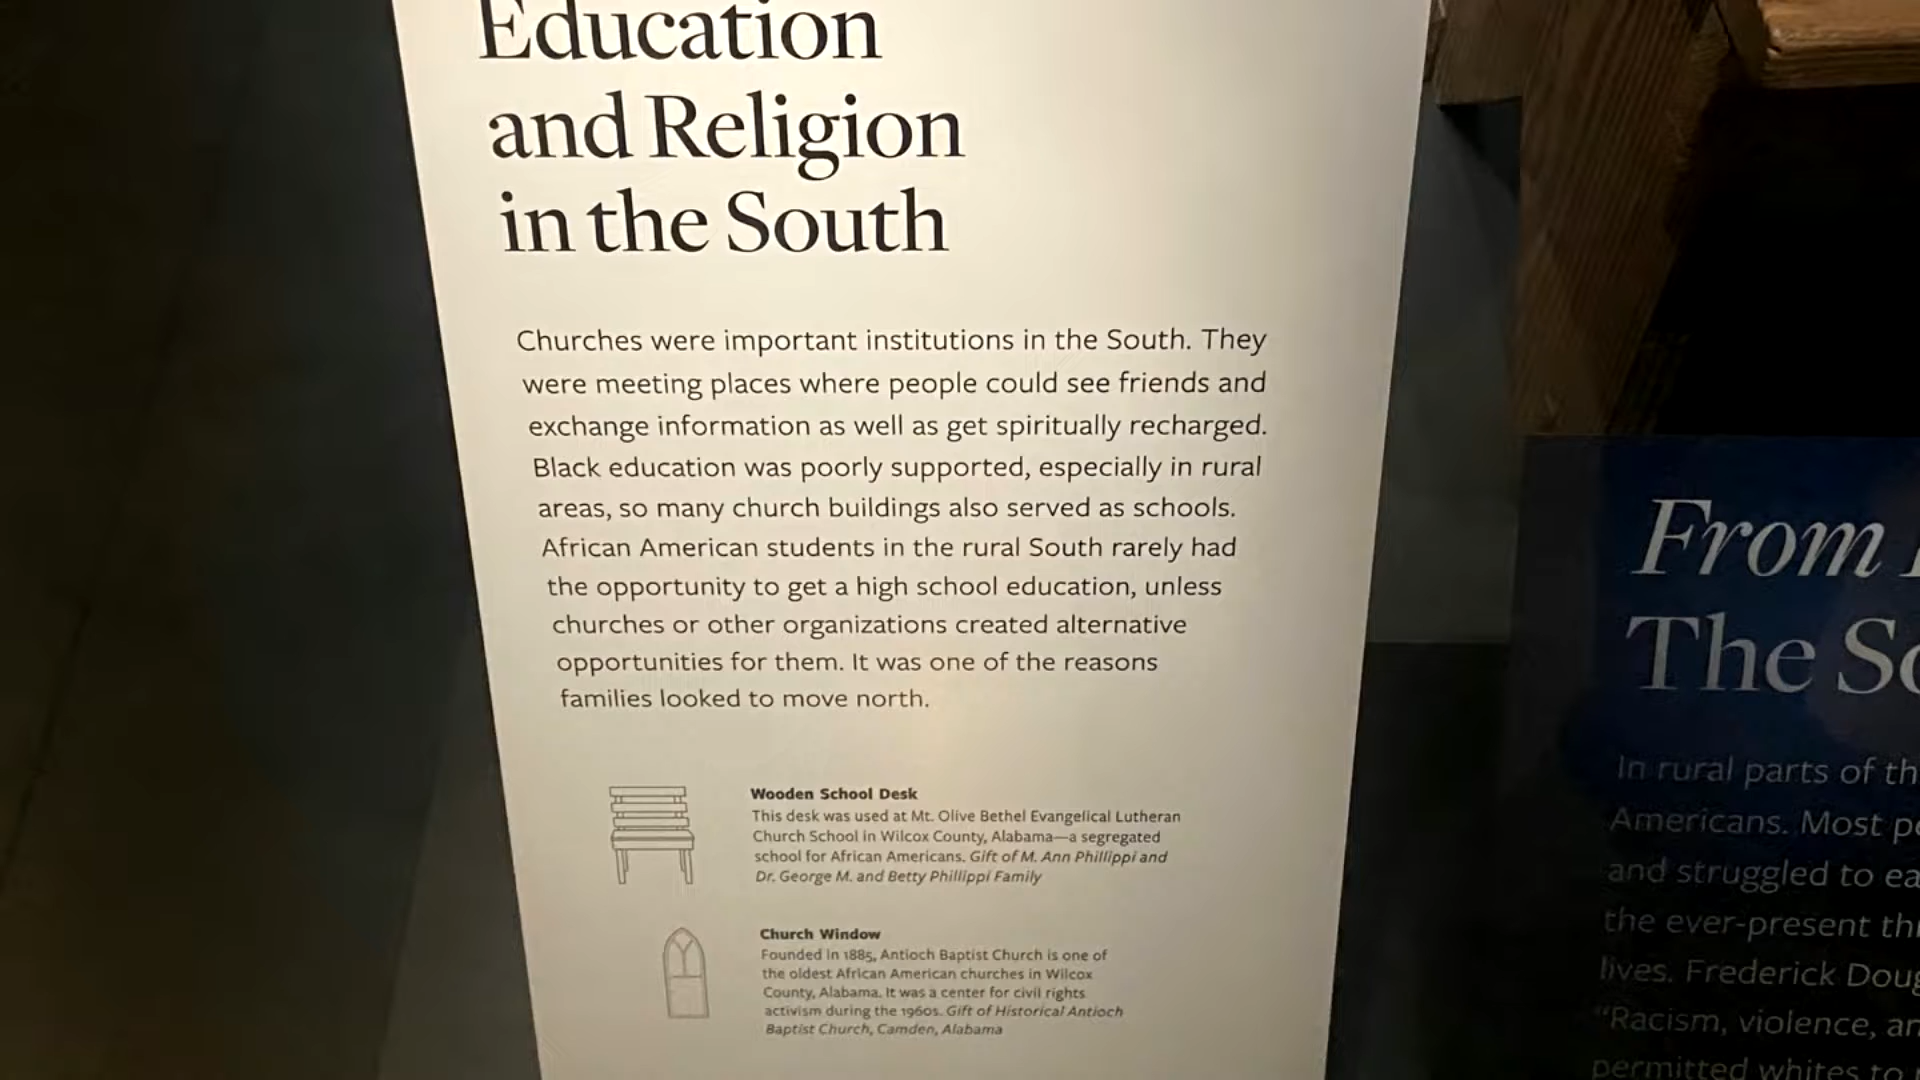 Education
and Religion
in the South
Churches were important institutions in the South. They
were meeting places where people could see friends and
exchange information as well as get spiritually recharged.
Black education was poorly supported, especially in rural
areas, so many church buildings also served as schools.
African American students in the rural South rarely had
the opportunity to get a high school education, unless
churches or other organizations created alternative
opportunities for them. It was one of the reasons
families looked to move north.
Wooden School Desk
This desk was used at Mt. Olive Bethel Evangelical Lutheran
Church School in Wilcox County, Alabama—a segregated
school for African Americans. Gift of M. Ann Phillippi and
Dr. George M. and Betty Phillippi Family
Church Window
Founded in 1885, Antioch Baptist Church is one of
the oldest African American churches in Wilcox
County, Alabama. It was a center for civil rights
activism during the 1960s. Gift of Historical Antioch
Baptist Church, Camden, Alabama
From
The
In rural parts of
Americans. Most
and struggled to
the ever-present
lives. Frederick
"Racism, violence,
permitted whites to